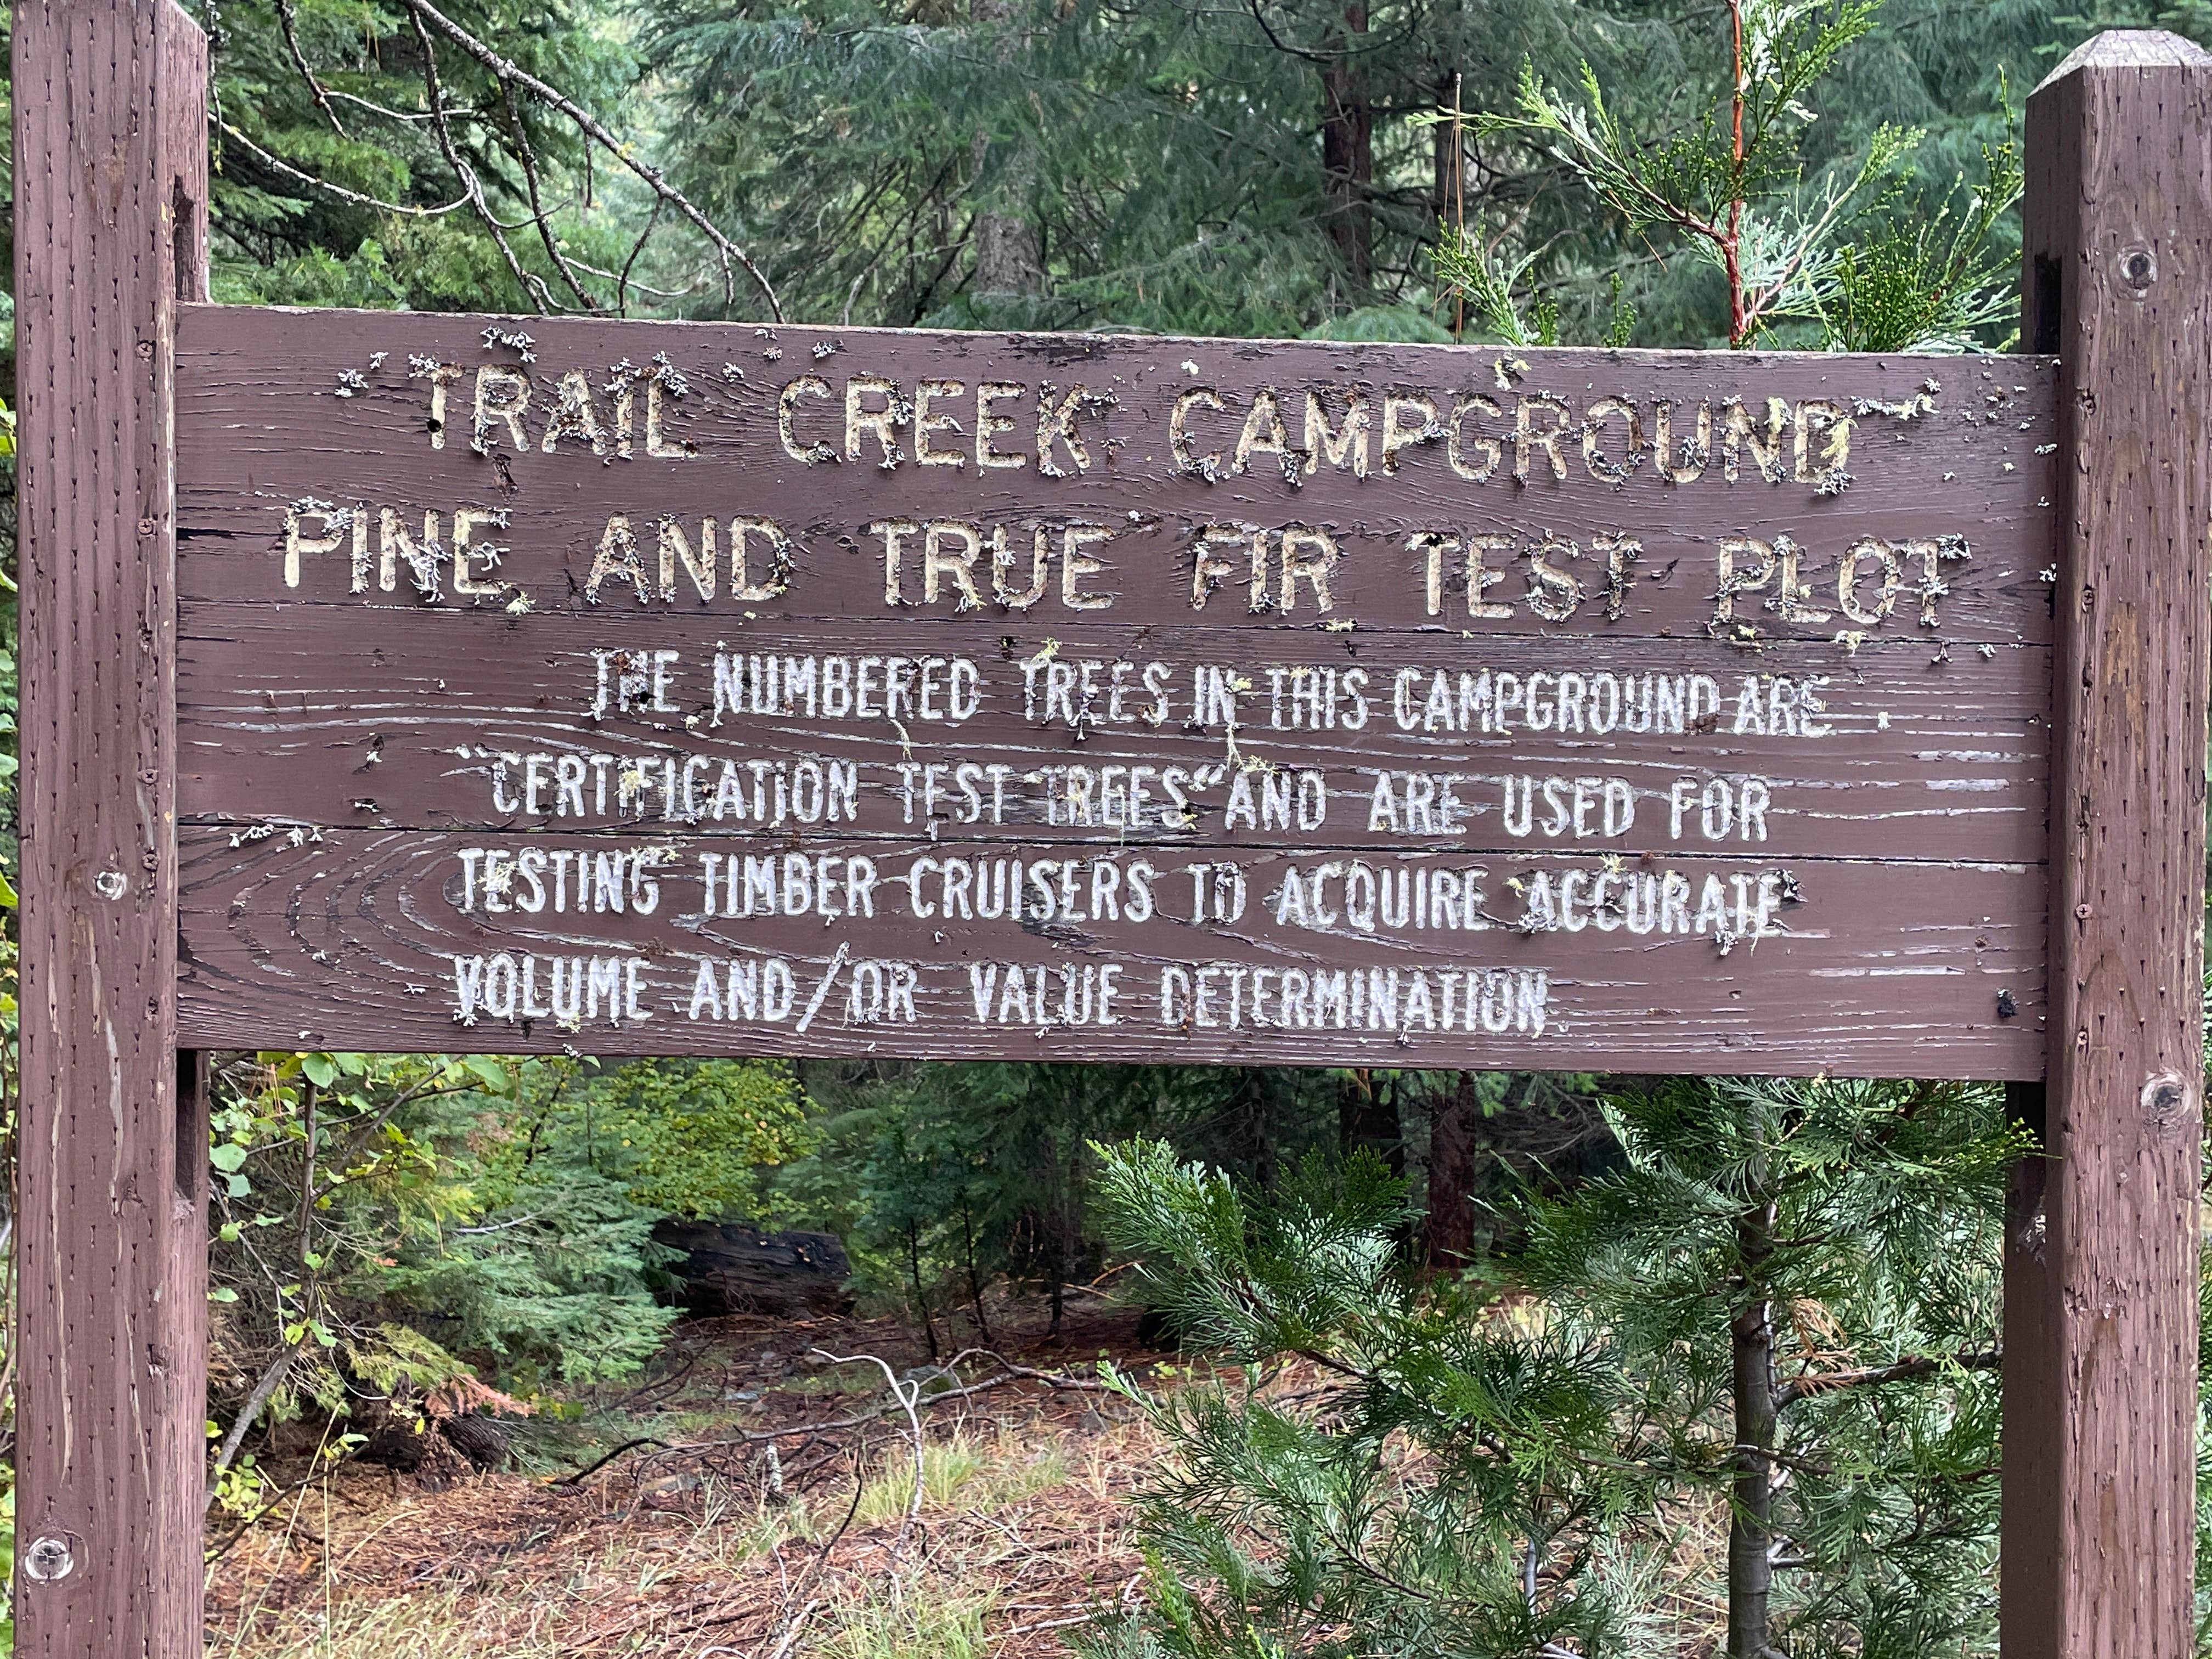 "TRAIL CREEK CAMPGROUND"
PINE AND TRUE FIR TEST PLOT
THE NUMBERED TREES IN THIS CAMPGROUND ARE
"CERTIFICATION TEST TREES" AND ARE USED FOR
TESTING TIMBER CRUISERS TO ACQUIRE ACCURATE
VOLUME AND/OR VALUE DETERMINATION